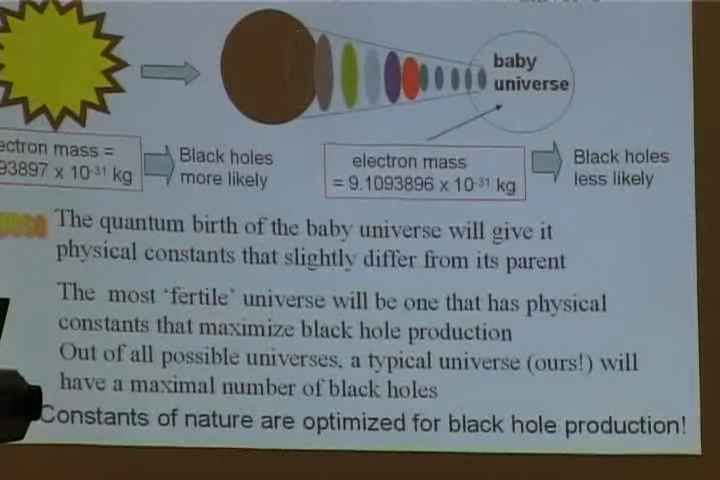 baby
universe
ectron mass =
93897 x 10-31 kg
Black holes
more likely
electron mass
= 9.1093896 x 10-31 kg
Black holes
less likely
The quantum birth of the baby universe will give it
physical constants that slightly differ from its parent
The most ‘fertile’ universe will be one that has physical
constants that maximize black hole production
Out of all possible universes, a typical universe (ours!) will
have a maximal number of black holes
Constants of nature are optimized for black hole production!